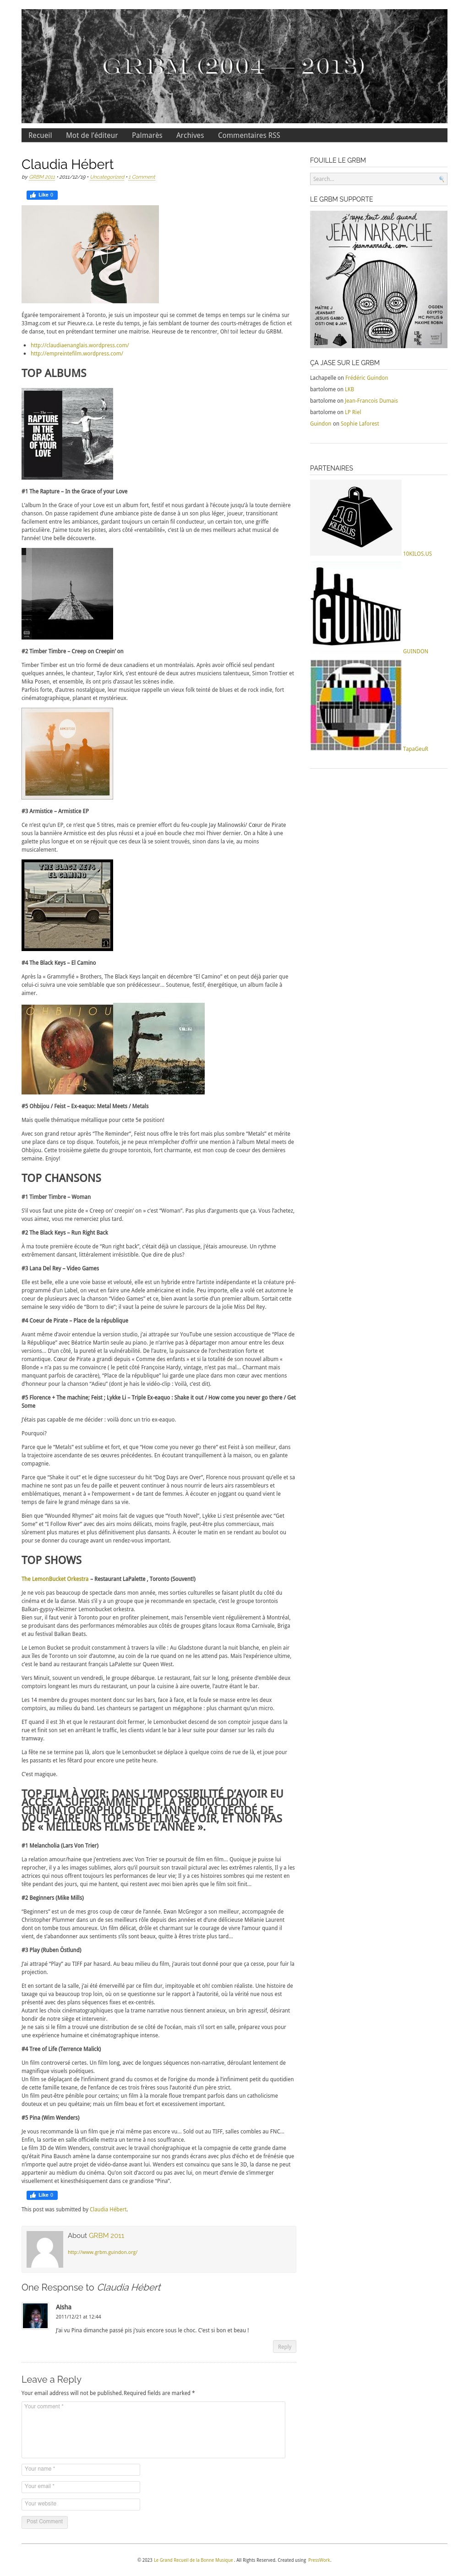 GRBM (2004 — 2013)
Accueil Mot de l'éditeur Palmarès Archives Commentaires RSS
Claudia Hébert
by GRBM 2011 • 2011/12/19 • Uncategorized • 1 Comment
Like 0
Égarée temporairement à Toronto, je suis un imposteur qui se commet de temps en temps sur le cinéma sur
33mag.com et sur Pieuvre.ca. Le reste du temps, je fais semblant de tourner des courts-métrages de fiction et
de danse, tout en prétendant terminer une maitrise. Heureuse de te rencontrer, Oh! toi lecteur du GRBM.
http://claudiaenanglais.wordpress.com/
http://empreintefilm.wordpress.com/
TOP ALBUMS
THE RAPTURE IN THE GRACE OF YOUR LOVE
#1 The Rapture – In the Grace of your Love
L'album In the Grace of your Love est un album fort, festif et nous gardant à l'écoute jusqu'à la toute dernière
chanson. On passe rapidement d'une ambiance piste de danse à un son plus léger, joueur, transitionant
facilement entre les ambiances, gardant toujours un certain fil conducteur, un certain ton, une griffe
particulière. J'aime toute les pistes, alors côté «rentabilité», c'est là mon meilleur achat musical de
l'année! Une belle découverte.
#2 Timber Timbre – Creep on Creepin' on
Timber Timber est un trio formé de deux canadiens et un montréalais. Après avoir officié seul pendant
quelques années, le chanteur, Taylor Kirk, s'est entouré de deux autres musiciens talentueux, Simon Trottier et
Mika Posen, et ensemble, ils ont pris d'assaut les scènes indie.
Parfois forte, d'autres nostalgique, leur musique rappelle un vieux folk teinté de blues et de rock indie, fort
cinématographique, planant et mystérieux.
#3 Armistice – Armistice EP
Ce n'est qu'un EP, ce n'est que 5 titres, mais ce premier effort du feu-couple Jay Malinowski/ Cœur de Pirate
sous la bannière Armistice est des plus réussi et a joué en boucle chez moi l'hiver dernier. On a hâte à une
galette plus longue et on se réjouit que ces deux là se soient trouvés, sinon dans la vie, au moins
musicalement.
THE BLACK KEYS
EL CAMINO
#4 The Black Keys – El Camino
Après la « Grammyfié » Brothers, The Black Keys lançait en décembre "El Camino" et on peut déjà parier que
celui-ci suivra une voie semblable que son prédécesseur... Soutenue, festif, énergétique, un album facile à
aimer.
OHBIJOU
METAL MEETS
#5 Ohbijou / Feist – Ex-eaquo: Metal Meets / Metals
Mais quelle thématique métallique pour cette 5e position!
Avec son grand retour après "The Reminder", Feist nous offre le très fort mais plus sombre "Metals" et mérite
une place dans ce top disque. Toutefois, je ne peux m'empêcher d'offrir une mention à l'album Metal meets de
Ohbijou. Cette troisième galette du groupe torontois, fort charmante, est mon coup de coeur des dernières
semaine. Enjoy!
TOP CHANSONS
#1 Timber Timbre – Woman
S'il vous faut une piste de « Creep on' creepin' on » c'est "Woman". Pas plus d'arguments que ça. Vous l'achetez,
vous aimez, vous me remerciez plus tard.
#2 The Black Keys – Run Right Back
À ma toute première écoute de "Run right back", c'était déjà un classique, j'étais amoureuse. Un rythme
extrêmement dansant, littéralement irrésistible. Que dire de plus?
#3 Lana Del Rey – Video Games
Elle est belle, elle a une voie basse et velouté, elle est un hybride entre l'artiste indépendante et la créature pré-
programmé d'un Label, on veut en faire une Adele américaine et indie. Peu importe, elle a volé cet automne le
coeur de plusieurs avec la chanson "Video Games" et ce, bien avant la sortie d'un premier album. Sortait cette
semaine le sexy vidéo de "Born to die"; il vaut la peine de suivre le parcours de la jolie Miss Del Rey.
#4 Coeur de Pirate – Place de la république
Avant même d'avoir entendue la version studio, j'ai attrapée sur YouTube une session accoustique de "Place de
la République" avec Béatrice Martin seule au piano. Je n'ai depuis pas arrêter de me monter mon amour entre les deux
versions... D'un côté, la pureté et la vulnérabilité. De l'autre, la puissance de l'orchestration forte et
romantique. Cœur de Pirate a grandi depuis « Comme des enfants » et si la totalité de son nouvel album «
Blonde » n'a pas su me convaincre ( le petit côté Françoise Hardy, vintage, n'est pas mal... Charmant mais
manquant parfois de caractère), "Place de la république" lui garde une place dans mon cœur avec mentions
d'honneur pour la chanson "Adieu" (dont je hais le vidéo-clip : Voilà, c'est dit).
#5 Florence + The machine; Feist ; Lykke Li – Triple Ex-eaquo : Shake it out / How come you never go there / Get
Some
J'étais pas capable de me décider : voilà donc un trio ex-eaquo.
Pourquoi?
Parce que le "Metals" est sublime et fort, et que "How come you never go there" est Feist à son meilleur, dans
la trajectoire ascendante de ses œuvres précédentes. En écoutant tranquillement à la maison, ou en galante
compagnie.
Parce que "Shake it out" et le digne successeur du hit "Dog Days are Over", Florence nous prouvant qu'elle et sa
machine ne sont pas feu de paille et peuvent continuer à nous nourrir de leurs airs rassembleurs et
emblématiques, menant à « l'empowerment » de tant de femmes. À écouter en joggant ou quand vient le
temps de faire le grand ménage dans sa vie.
Bien que "Wounded Rhymes" ait moins fait de vagues que "Youth Novel", Lykke Li s'est présentée avec "Get
Some" et "I Follow River" avec des airs moins délicats, moins fragile, peut-être plus commerciaux, mais
sûrement plus matures et plus définitivement plus dansants. À écouter le matin en se rendant au boulot ou
pour se donner du courage avant un rendez-vous important.
TOP SHOWS
The LemonBucket Orkestra – Restaurant LaPalette , Toronto (Souvent!)
Je ne vois pas beaucoup de spectacle dans mon année, mes sorties culturelles se faisant plutôt du côté du
cinéma et de la danse. Mais s'il y a un groupe que je recommande en spectacle, c'est le groupe torontois
Balkan-gypsy-Kleizmer Lemonbucket orkestra.
Bien sur, il faut venir à Toronto pour en profiter pleinement, mais l'ensemble vient régulièrement à Montréal,
se produisant dans des performances mémorables aux côtés des groupes gitans locaux Roma Carnivale, Briga
et au festival Balkan Beats.
Le Lemon Bucket se produit constamment à travers la ville : Au Gladstone durant la nuit blanche, en plein air
aux îles de Toronto un soir d'automne, au coin de la rue quand on ne les attend pas. Mais l'expérience ultime,
c'est le band au restaurant français LaPalette sur Queen West.
Vers Minuit, souvent un vendredi, le groupe débarque. Le restaurant, fait sur le long, présente d'emblée deux
comptoirs longeant les murs du restaurant, un pour la cuisine à aire ouverte, l'autre étant le bar.
Les 14 membre du groupes montent donc sur les bars, face à face, et la foule se masse entre les deux
comptoirs, au milieu du band. Les chanteurs se partagent un mégaphone : plus charmant qu'un micro.
ET quand il est 3h et que le restaurant doit fermer, le Lemonbucket descend de son comptoir jusque dans la
rue et finit son set en arrêtant le traffic, les clients vidant le bar à leur suite pour danser sur les rails du
tramway.
La fête ne se termine pas là, alors que le Lemonbucket se déplace à quelque coins de rue de là, et joue pour
les passants et les fêtard pour encore une petite heure.
C'est magique.
TOP FILM À VOIR: DANS L'IMPOSSIBILITÉ D'AVOIR EU
ACCÈS À SUFFISAMMENT DE LA PRODUCTION
CINÉMATOGRAPHIQUE DE L'ANNÉE, J'AI DÉCIDÉ DE
VOUS FAIRE UN TOP 5 DE FILMS À VOIR, ET NON PAS
DE « MEILLEURS FILMS DE L'ANNÉE ».
#1 Melancholia (Lars Von Trier)
La relation amour/haine que j'entretiens avec Von Trier se poursuit de film en film... Quoique je puisse lui
reprocher, il y a les images sublimes, alors qu'il poursuit son travail pictural avec les extrêmes ralentis, Il y a les
actrices qui nous offrent toujours les performances de leur vie; Il y a ces histoires sombres qui me restent en
tête pendant des jours, qui me hantent, qui restent avec moi bien après que le film soit finit...
#2 Beginners (Mike Mills)
"Beginners" est un de mes gros coup de cœur de l'année. Ewan McGregor a son meilleur, accompagnée de
Christopher Plummer dans un de ses meilleurs rôle depuis des années et d'une délicieuse Mélanie Laurent
dont on tombe tous amoureux. Un film délicat, drôle et charmant sur le courage de vivre l'amour quand il
vient, de s'abandonner aux sentiments s'ils sont beaux, quitte à êtres triste plus tard...
#3 Play (Ruben Östlund)
J'ai attrapé "Play" au TIFF par hasard. Au beau milieu du film, j'aurais tout donné pour que ça cesse, pour fuir la
projection.
Et en sortant de la salle, j'ai été émerveillé par ce film dur, impitoyable et oh! combien réaliste. Une histoire de
taxage qui va beaucoup trop loin, où on se questionne sur le rapport à l'autorité, où la vérité ne nous est
présenté avec des plans séquences fixes et ex-centrés.
Autant les choix cinématographiques que la trame narrative nous tiennent anxieux, un brin agressif, désirant
bondir de notre siège et intervenir.
Je ne sais si le film a trouvé une distribution de se côté de l'océan, mais s'il sort en salle, préparez vous pour
une expérience humaine et cinématographique intense.
#4 Tree of Life (Terrence Malick)
Un film controversé certes. Un film long, avec de longues séquences non-narrative, déroulant lentement de
magnifique visuels poétiques.
Un film se déplaçant de l'infiniment grand du cosmos et de l'origine du monde à l'infiniment petit du quotidien
de cette famille texane, de l'enfance de ces trois frères sous l'autorité d'un père strict.
Un film peut-être pénible pour certains; un film à la morale floue trempant parfois dans un catholicisme
douteux et un peu quétaine; mais un film beau et fort et excessivement important.
#5 Pina (Wim Wenders)
Je vous recommande là un film que je n'ai même pas encore vu... Sold out au TIFF, salles combles au FNC...
Enfin, la sortie en salle officielle mettra un terme à nos souffrance.
Le film 3D de Wim Wenders, construit avec le travail chorégraphique et la compagnie de cette grande dame
qu'était Pina Bausch amène la danse contemporaine sur nos grands écrans avec plus d'écho et de frénésie que
n'importe quel autre projet de vidéo-danse avant lui. Wenders est convaincu que sans le 3D, la danse ne peut
appartenir au médium du cinéma. Qu'on soit d'accord ou pas avec lui, on meurt d'envie de s'immerger
visuellement et kinesthésiquement dans ce grandiose "Pina".
Like 0
This post was submitted by Claudia Hébert.
About GRBM 2011
http://www.grbm.guindon.org/
One Response to Claudia Hébert
Aisha
2011/12/21 at 12:44
J'ai vu Pina dimanche passé pis j'suis encore sous le choc. C'est si bon et beau !
Reply
Leave a Reply
Your email address will not be published.Required fields are marked *
Your comment *
Your name *
Your email *
Your website
Post Comment
FOUILLE LE GRBM
Search...
LE GRBM SUPPORTE
j'rappe tout seul quand
JEAN NARRACHE
jeannarrache.com
MAÎTRE J
JEANBART
JESUIS GABBO
OSTI ONE & JAM
OGDEN
EGYPTO
MC PL & MYMYX
MAXIME ROBIN
ÇA JASE SUR LE GRBM
Lachapelle on Frédéric Guindon
bartolome on LKB
bartolome on Jean-Francois Dumais
bartolome on LP Riel
Guindon on Sophie Laforest
PARTENAIRES
10 KILOS
10KILOS.US
GUINDON
GUINDON
TapaGeuR
© 2023 Le Grand Recueil de la Bonne Musique . All Rights Reserved. Created using PressWork.